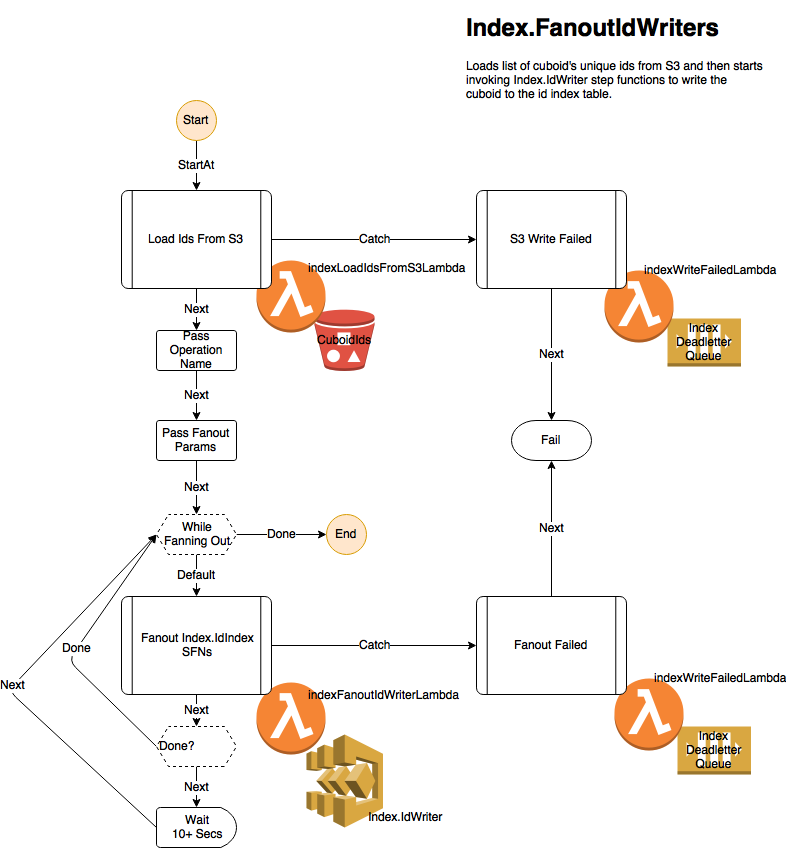 Index.FanoutIdWriters
Loads list of cuboid's unique ids from S3 and then starts
invoking Index.IdWriter step functions to write the
cuboid to the id index table.
Start
StartAt
Load Ids From S3
Catch
S3 Write Failed
indexLoadIdsFromS3Lambda
indexWriteFailedLambda
Next
CuboidIds
Index
Deadletter
Queue
Pass
Operation
Name
Next
Next
Pass Fanout
Params
Fail
Next
Next
While
Fanning Out
Done
End
Default
Fanout Index.IdIndex
SFNs
Catch
Fanout Failed
Done
Next
indexFanoutIdWriterLambda
indexWriteFailedLambda
Next
Index
Deadletter
Queue
Done?
Next
Index.IdWriter
Wait
10+ Secs